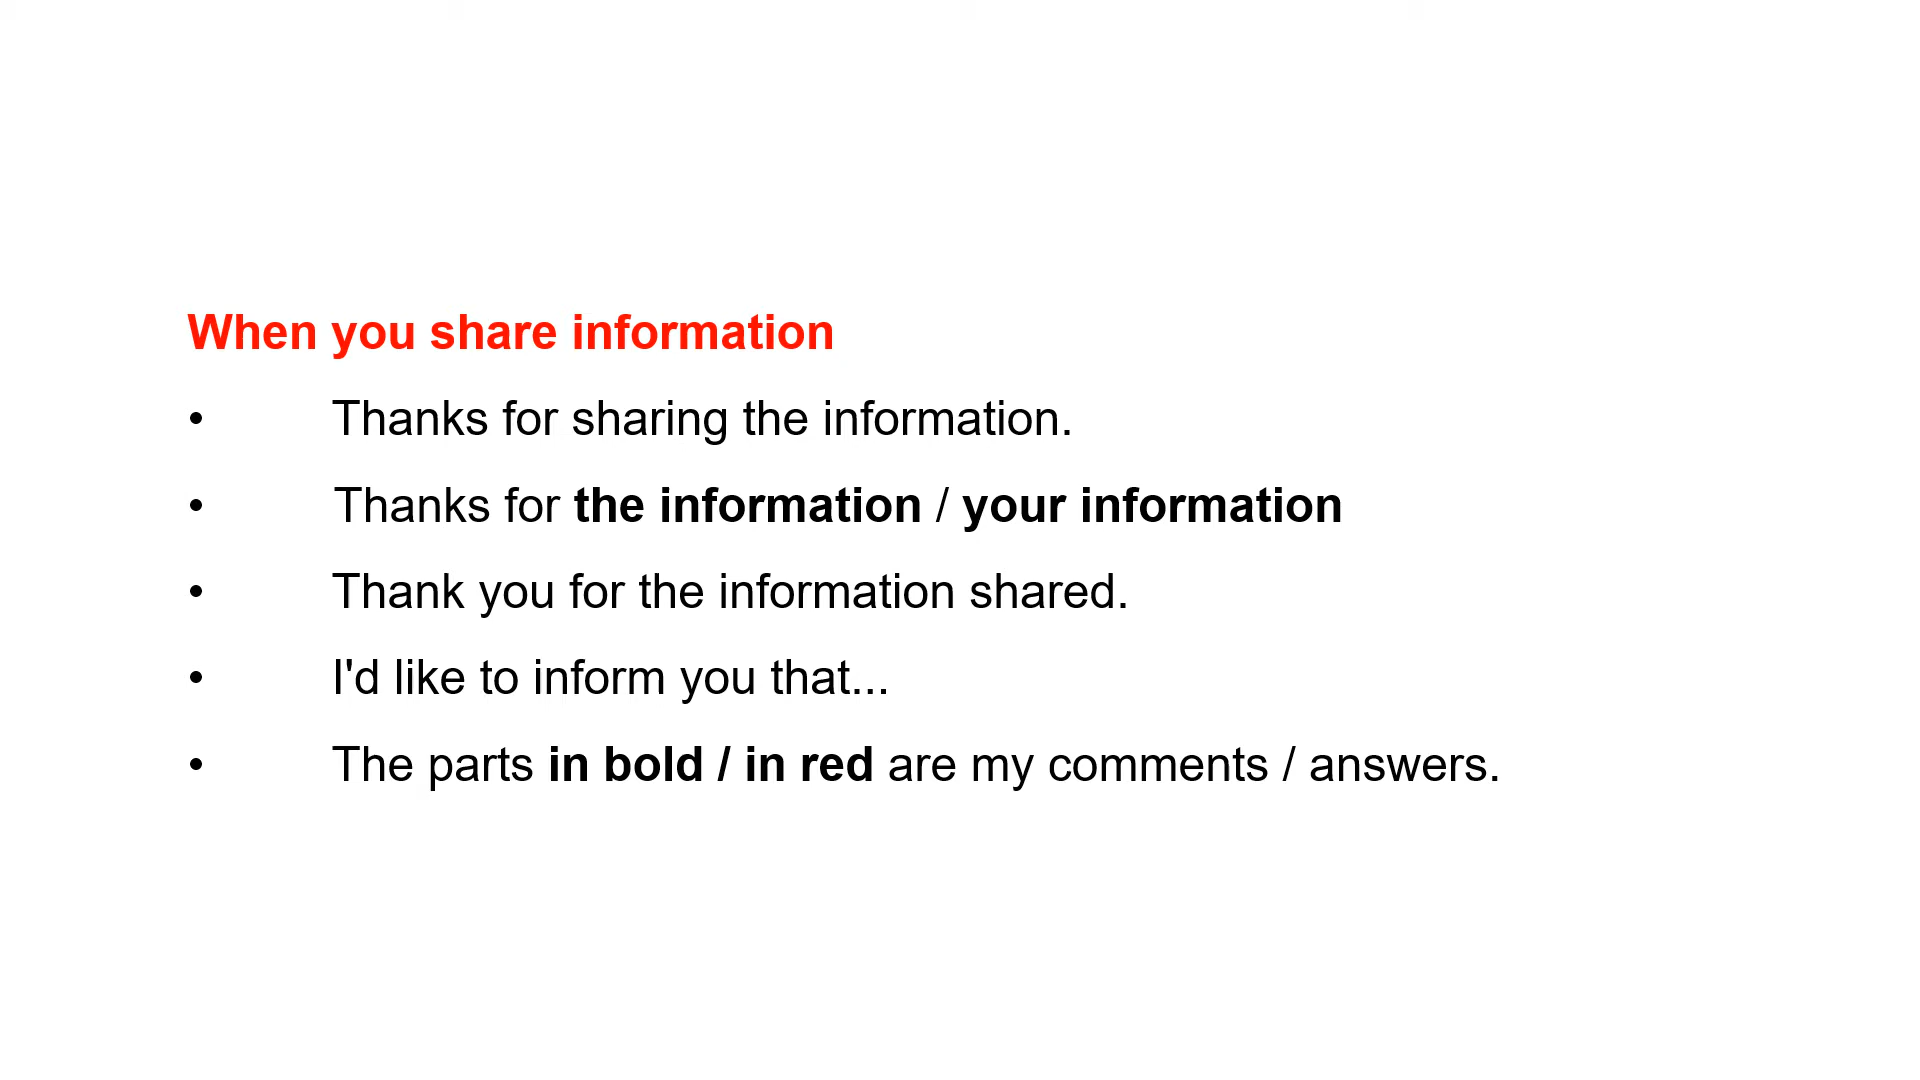 When you share information
• Thanks for sharing the information.
• Thanks for the information / your information
• Thank you for the information shared.
• I'd like to inform you that...
• The parts in bold / in red are my comments / answers.